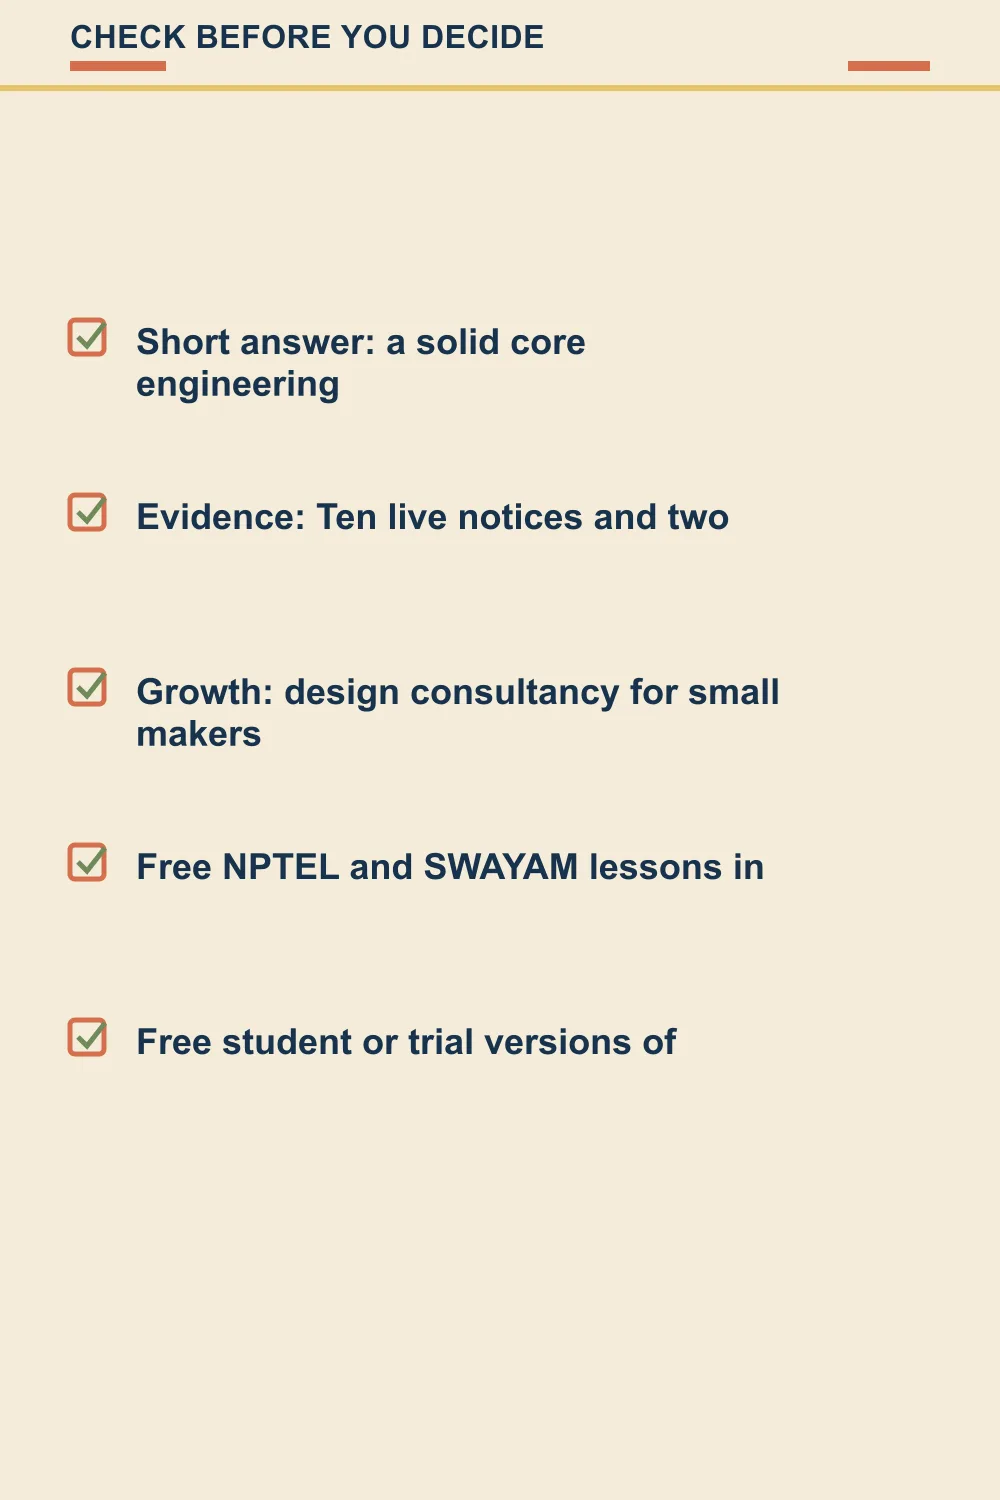 CHECK BEFORE YOU DECIDE
Short answer: a solid core
engineering
Evidence: Ten live notices and two
Growth: design consultancy for small
makers
Free NPTEL and SWAYAM lessons in
Free student or trial versions of